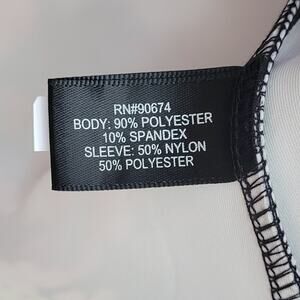 RN#90674
BODY: 90% POLYESTER
10% SPANDEX
SLEEVE: 50% NYLON
50% POLYESTER